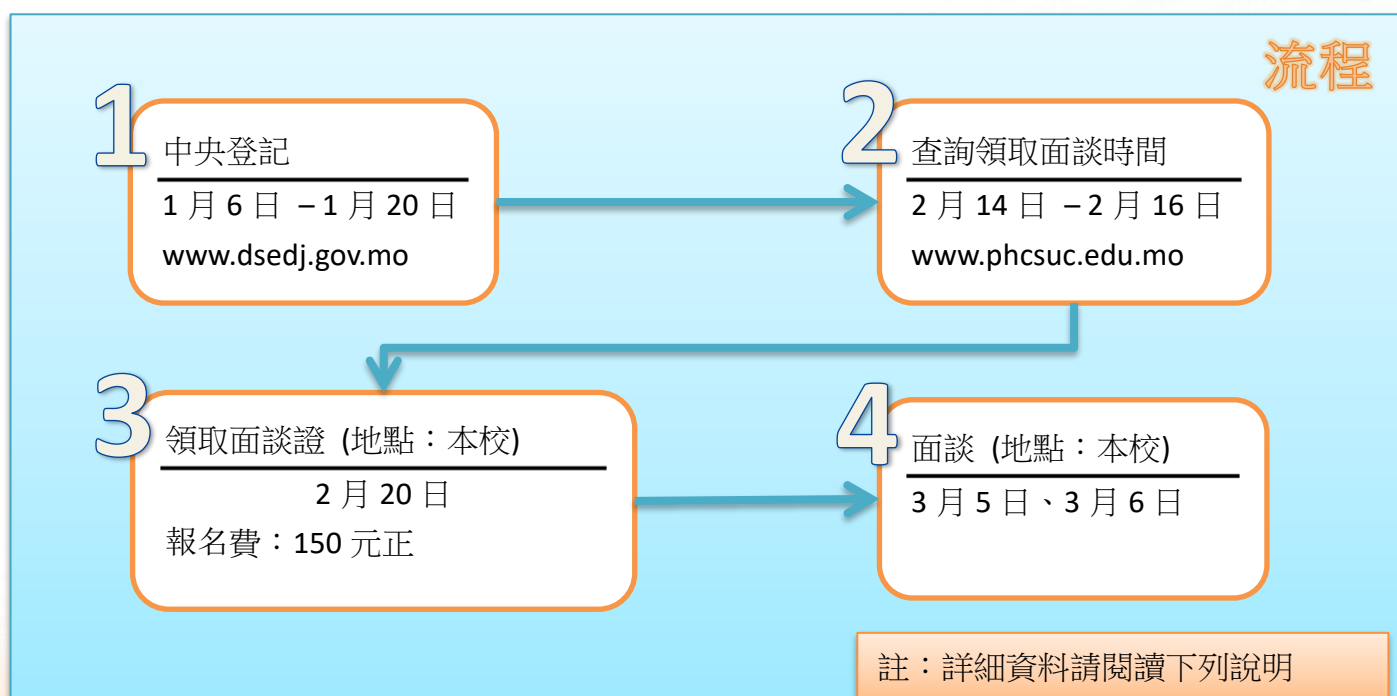 流程
1
中央登記
1 月 6 日 – 1 月 20 日
www.dsedj.gov.mo
2
查詢領取面談時間
2 月 14 日 – 2 月 16 日
www.phcsuc.edu.mo
3
領取面談證 (地點：本校)
2 月 20 日
報名費：150 元正
4
面談 (地點：本校)
3 月 5 日、3 月 6 日
註：詳細資料請閱讀下列說明